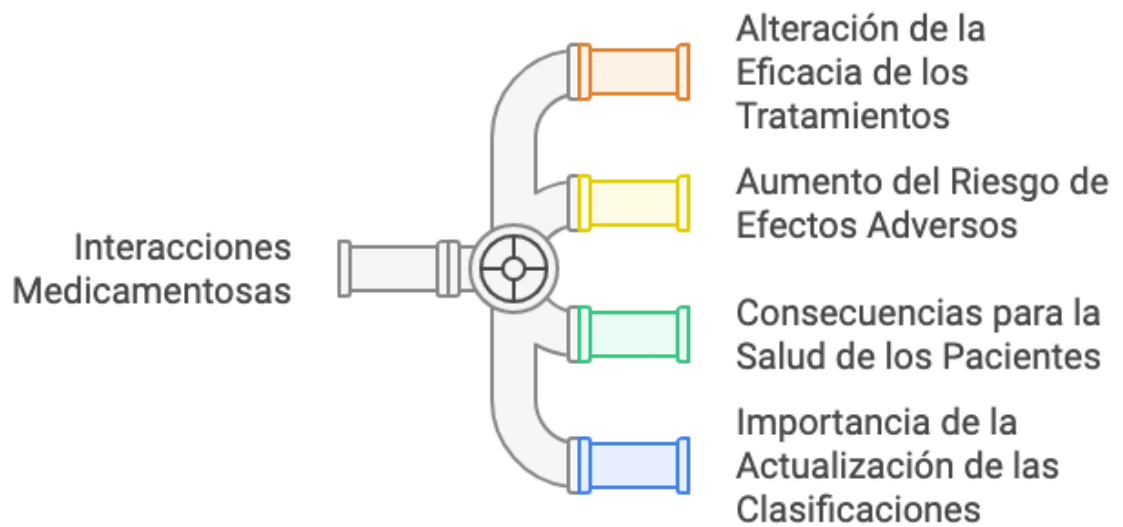 Interacciones
Medicamentosas
Alteración de la
Eficacia de los
Tratamientos
Aumento del Riesgo de
Efectos Adversos
Consecuencias para la
Salud de los Pacientes
Importancia de la
Actualización de las
Clasificaciones